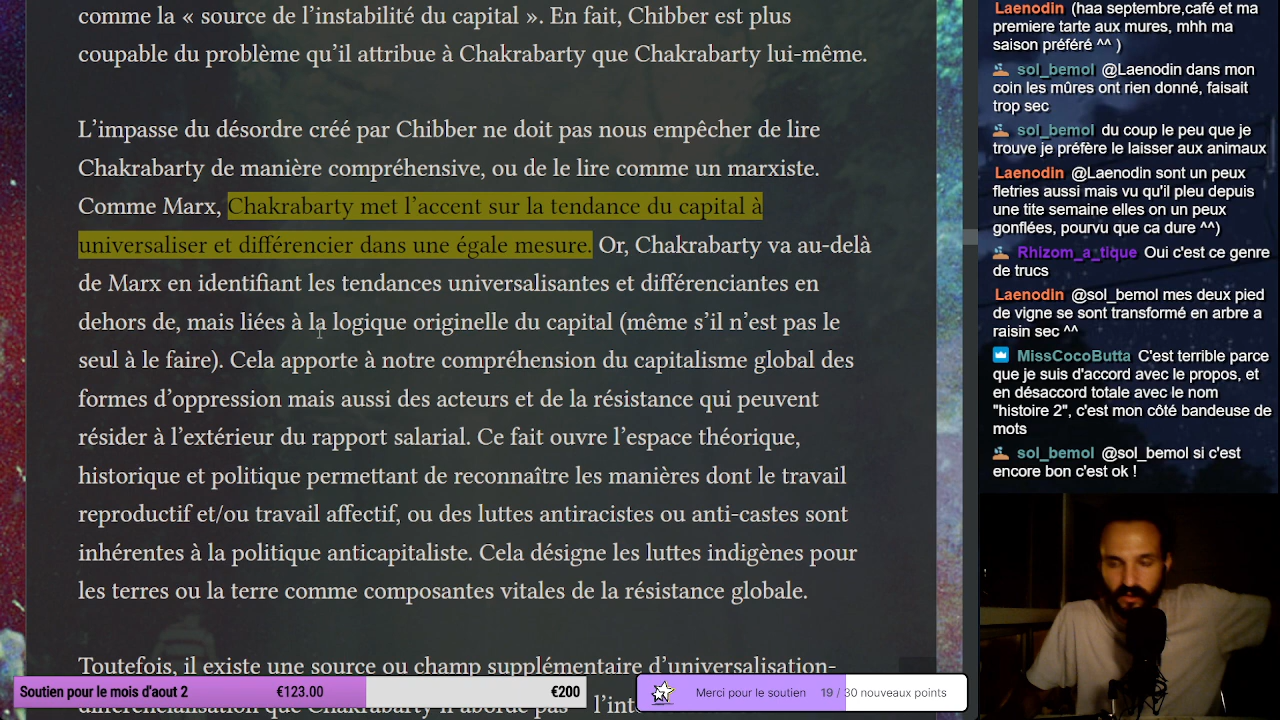 comme la « source de l’instabilité du capital ». En fait, Chibber est plus
coupable du problème qu’il attribue à Chakrabarty que Chakrabarty lui-même.
L’impasse du désordre créé par Chibber ne doit pas nous empêcher de lire
Chakrabarty de manière compréhensive, ou de le lire comme un marxiste.
Comme Marx, Chakrabarty met l’accent sur la tendance du capital à
universaliser et différencier dans une égale mesure. Or, Chakrabarty va au-delà
de Marx en identifiant les tendances universalisantes et différenciantes en
dehors de, mais liées à la logique originelle du capital (même s’il n’est pas le
seul à le faire). Cela apporte à notre compréhension du capitalisme global des
formes d’oppression mais aussi des acteurs et de la résistance qui peuvent
résider à l’extérieur du rapport salarial. Ce fait ouvre l’espace théorique,
historique et politique permettant de reconnaître les manières dont le travail
reproductif et/ou travail affectif, ou des luttes antiracistes ou anti-castes sont
inhérentes à la politique anticapitaliste. Cela désigne les luttes indigènes pour
les terres ou la terre comme composantes vitales de la résistance globale.
Toutefois, il existe une source ou champ supplémentaire d’universalisation-
Soutien pour le mois d'aout 2 €123.00 €200
Merci pour le soutien 19 / 30 nouveaux points
Laenodin (haa septembre,café et ma
premiere tarte aux mures, mhh ma
saison préféré ^^ )
sol_bemol @Laenodin dans mon
coin les mûres ont rien donné, faisait
trop sec
sol_bemol du coup le peu que je
trouve je préfère le laisser aux animaux
Laenodin @Laenodin sont un peux
fletries aussi mais vu qu'il pleu depuis
une tite semaine elles on un peux
gonflées, pourvu que ca dure ^^)
Rhizom_a_tique Oui c'est ce genre
de trucs
Laenodin @sol_bemol mes deux pied
de vigne se sont transformé en arbre a
raisin sec ^^
MissCocoButta C'est terrible parce
que je suis d'accord avec le propos, et
en désaccord totale avec le nom
"histoire 2", c'est mon côté bandeuse de
mots
sol_bemol @sol_bemol si c'est
encore bon c'est ok !